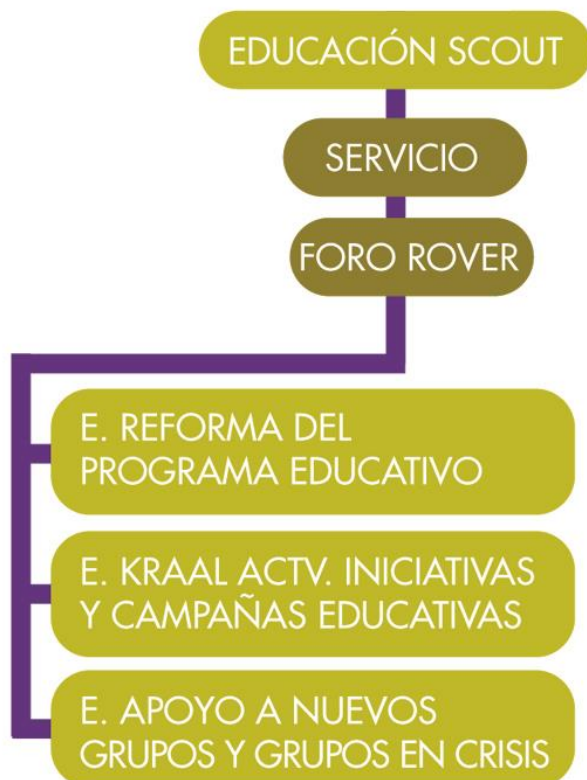 EDUCACIÓN SCOUT
SERVICIO
FORO ROVER
E. REFORMA DEL
PROGRAMA EDUCATIVO
E. KRAAL ACTV. INICIATIVAS
Y CAMPAÑAS EDUCATIVAS
E. APOYO A NUEVOS
GRUPOS Y GRUPOS EN CRISIS